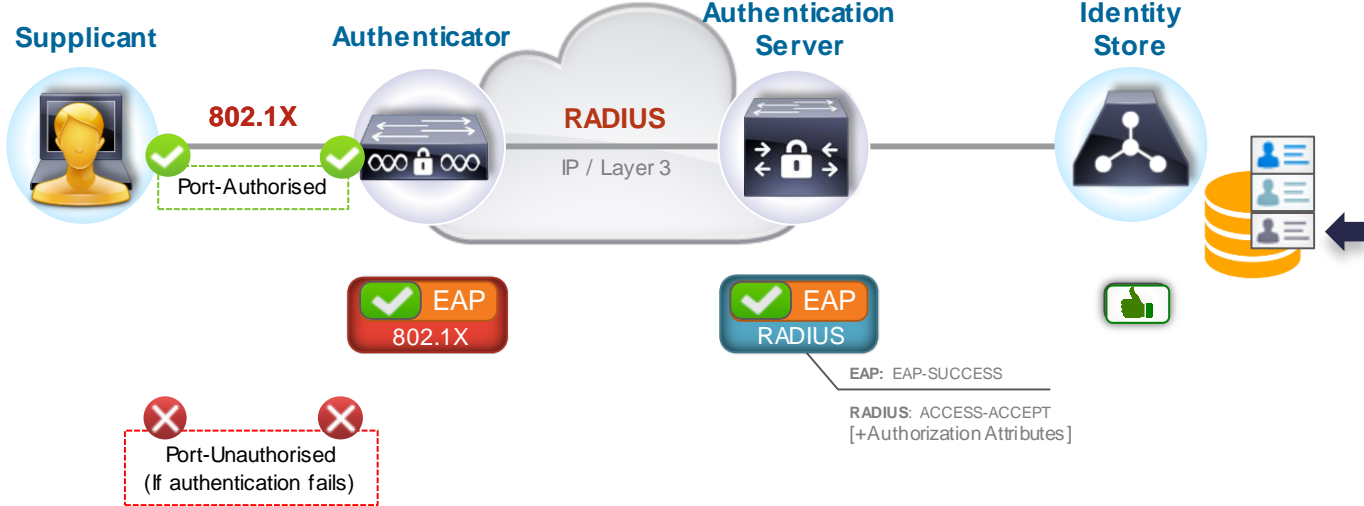 Supplicant
Authenticator
Authentication
Server
Identity
Store
802.1X
RADIUS
IP / Layer 3
Port-Authorised
EAP
802.1X
EAP
RADIUS
EAP: EAP-SUCCESS
RADIUS: ACCESS-ACCEPT
[+Authorization Attributes]
Port-Unauthorised
(If authentication fails)